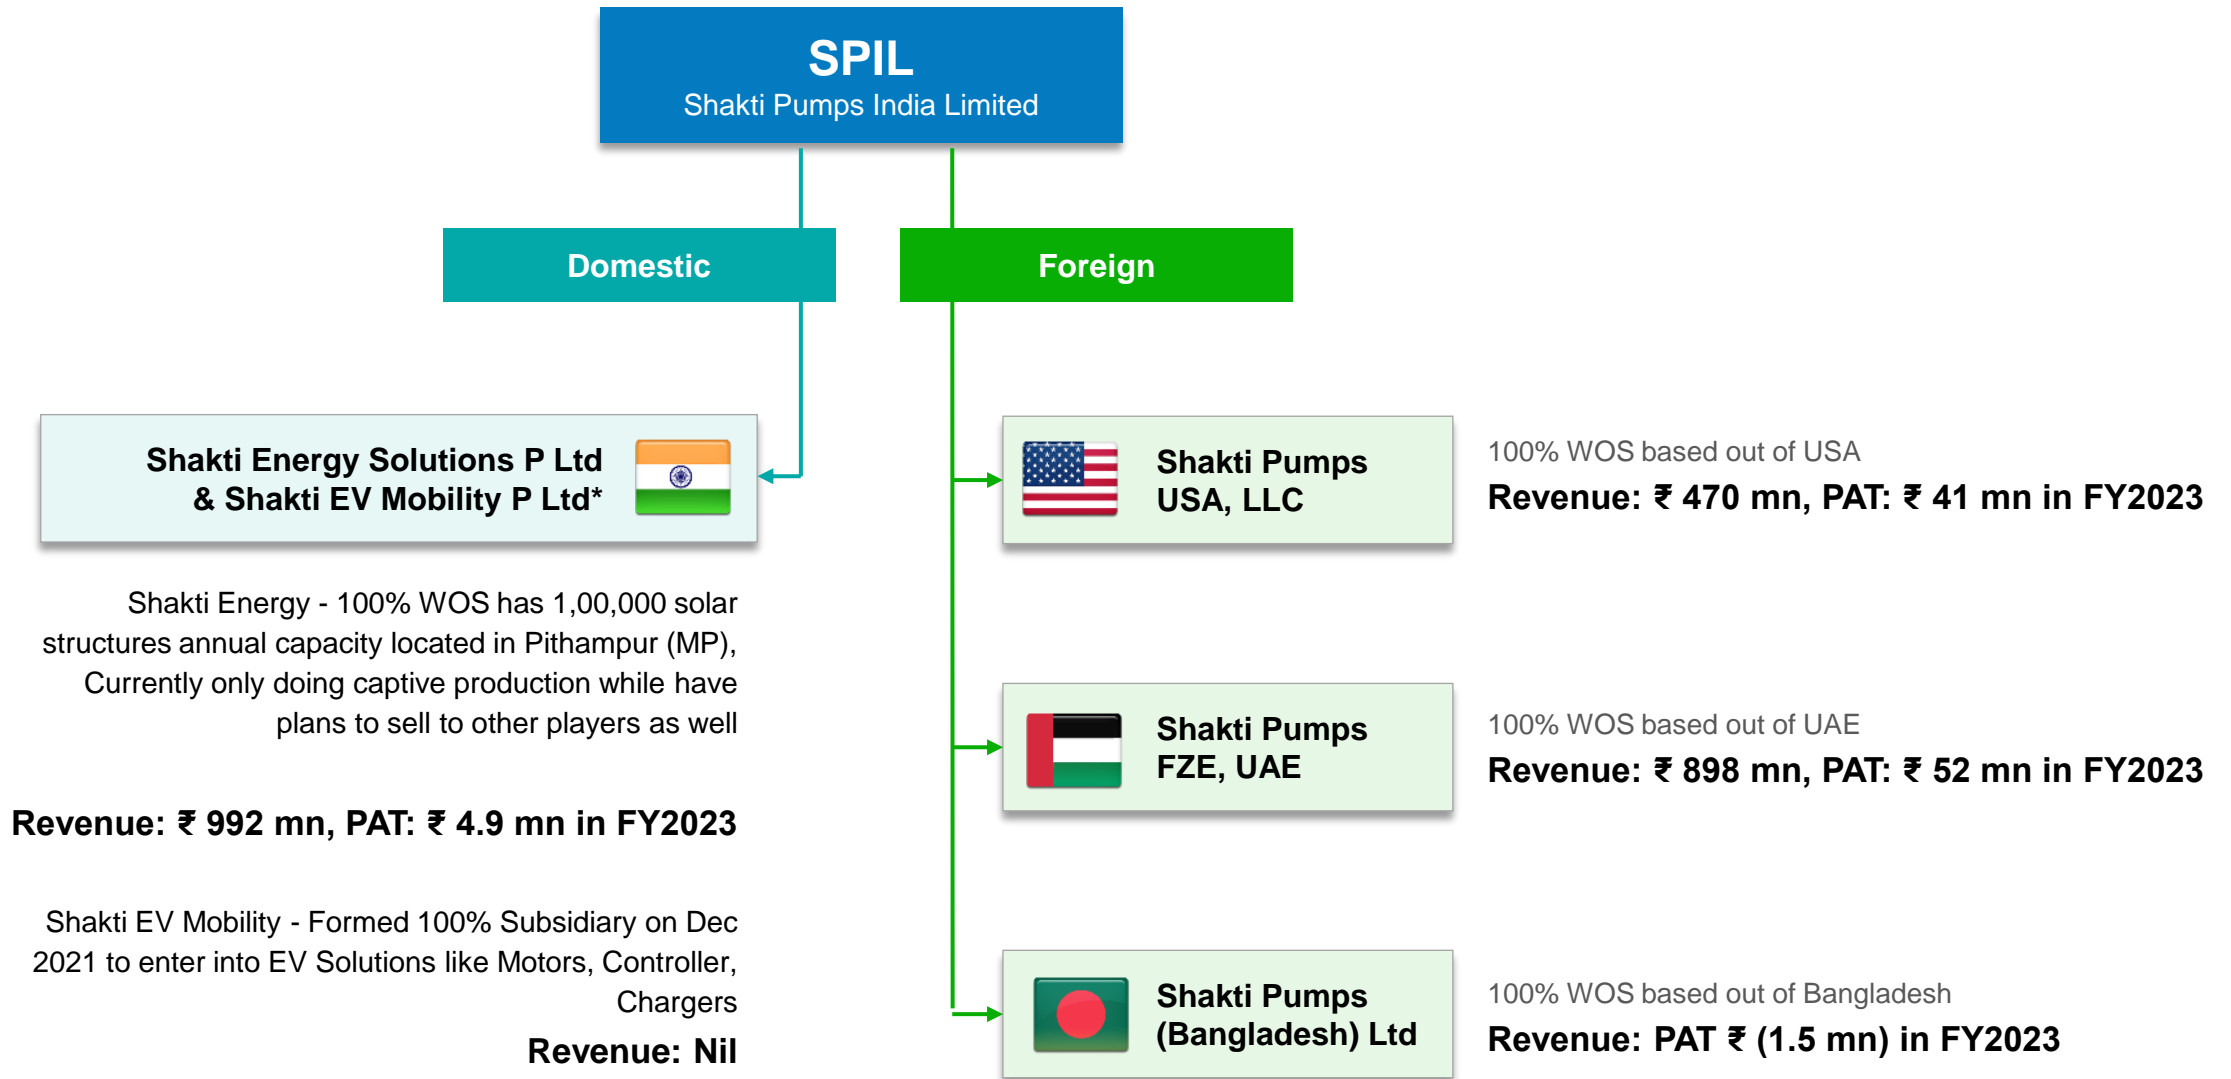 SPIL
Shakti Pumps India Limited
Domestic
Foreign
Shakti Energy Solutions P Ltd
& Shakti EV Mobility P Ltd*
Shakti Energy - 100% WOS has 1,00,000 solar
structures annual capacity located in Pithampur (MP),
Currently only doing captive production while have
plans to sell to other players as well
Revenue: ₹ 992 mn, PAT: ₹ 4.9 mn in FY2023
Shakti EV Mobility - Formed 100% Subsidiary on Dec
2021 to enter into EV Solutions like Motors, Controller,
Chargers
Revenue: Nil
Shakti Pumps
USA, LLC
100% WOS based out of USA
Revenue: ₹ 470 mn, PAT: ₹ 41 mn in FY2023
Shakti Pumps
FZE, UAE
100% WOS based out of UAE
Revenue: ₹ 898 mn, PAT: ₹ 52 mn in FY2023
Shakti Pumps
(Bangladesh) Ltd
100% WOS based out of Bangladesh
Revenue: PAT ₹ (1.5 mn) in FY2023